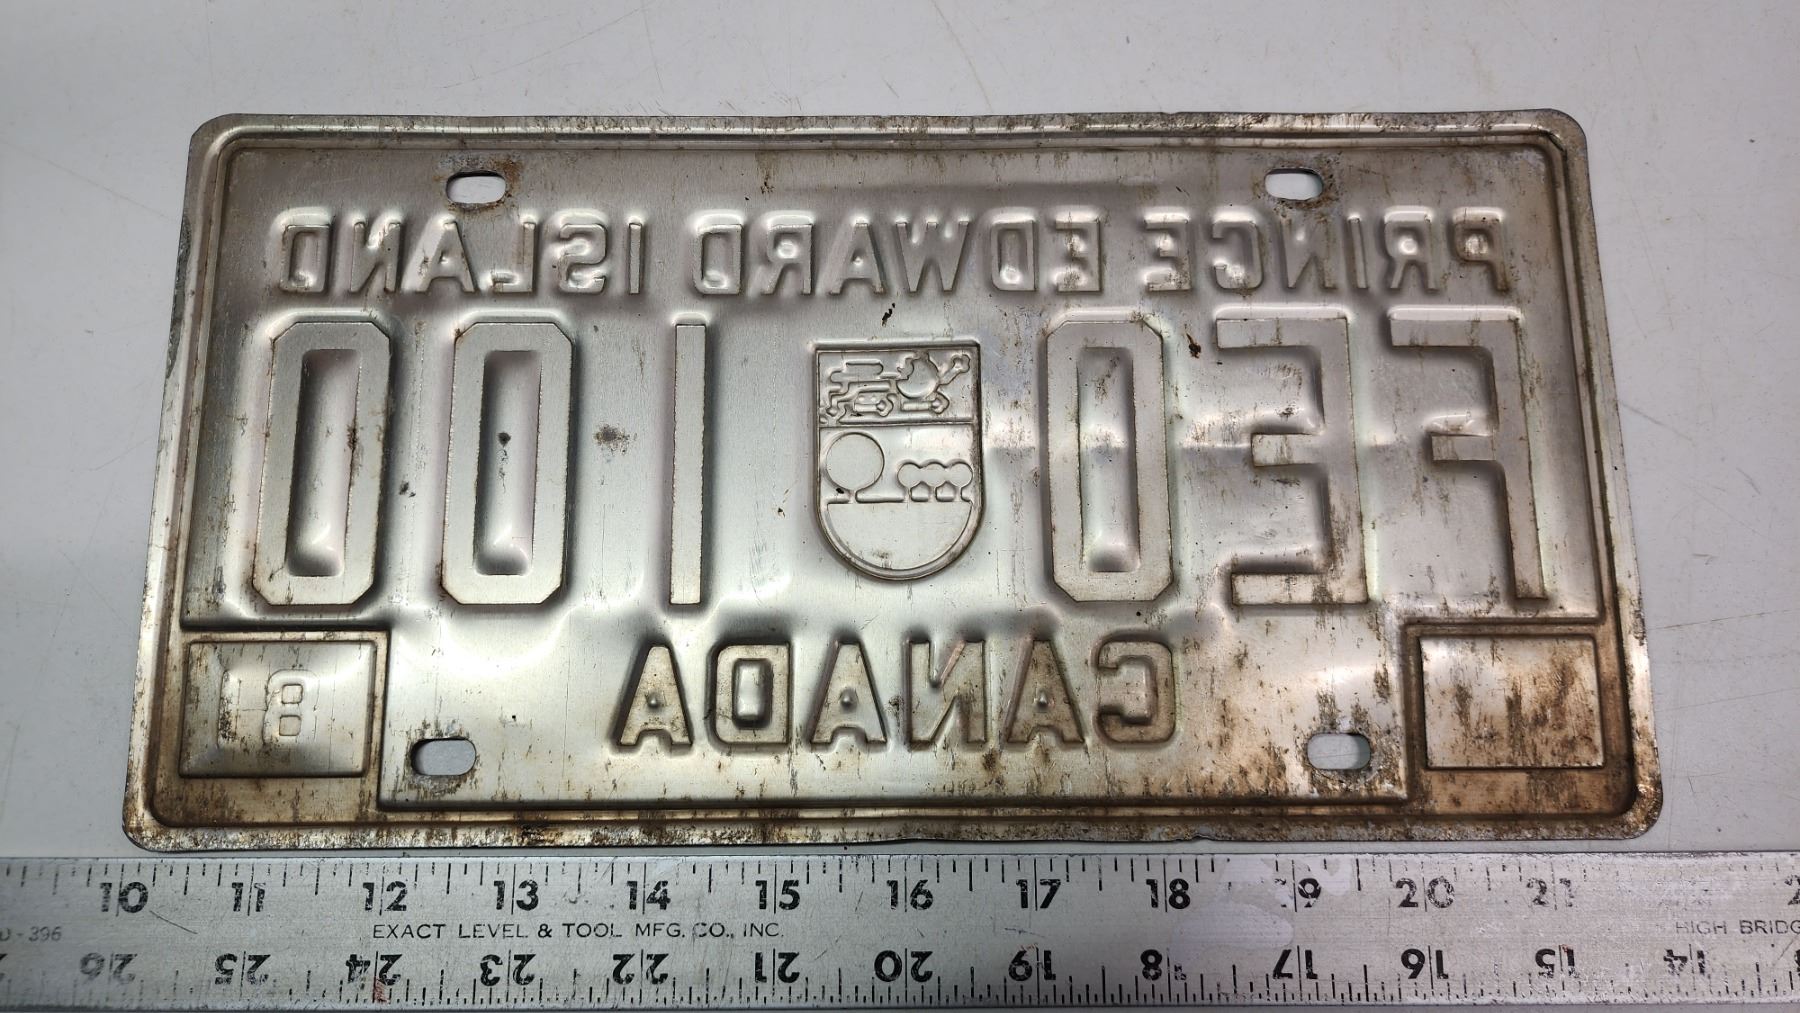 PRINCE EDWARD ISLAND
FE0 100
CANADA
81
10 11 12 13 14 15 16 17 18 19 20 21
396 EXACT LEVEL & TOOL MFG. CO., INC. HIGH BRIDG
26 25 24 23 22 21 20 19 18 17 16 15 14